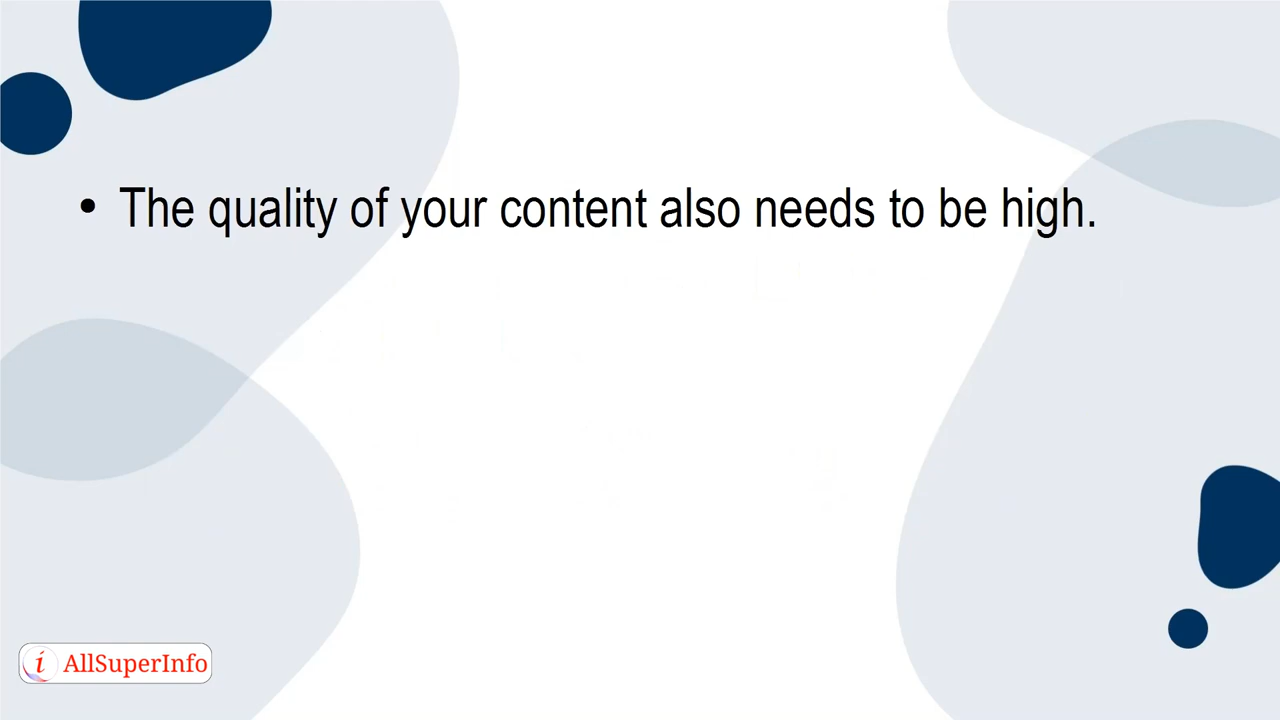 • The quality of your content also needs to be high.
i AllSuperInfo